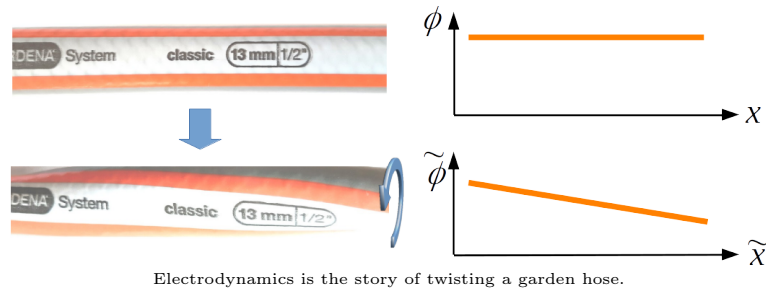 RDENA® System classic 13 mm 1/2"
ϕ
x
DENA® System classic 13 mm 1/2"
ϕ̃
x̃
Electrodynamics is the story of twisting a garden hose.